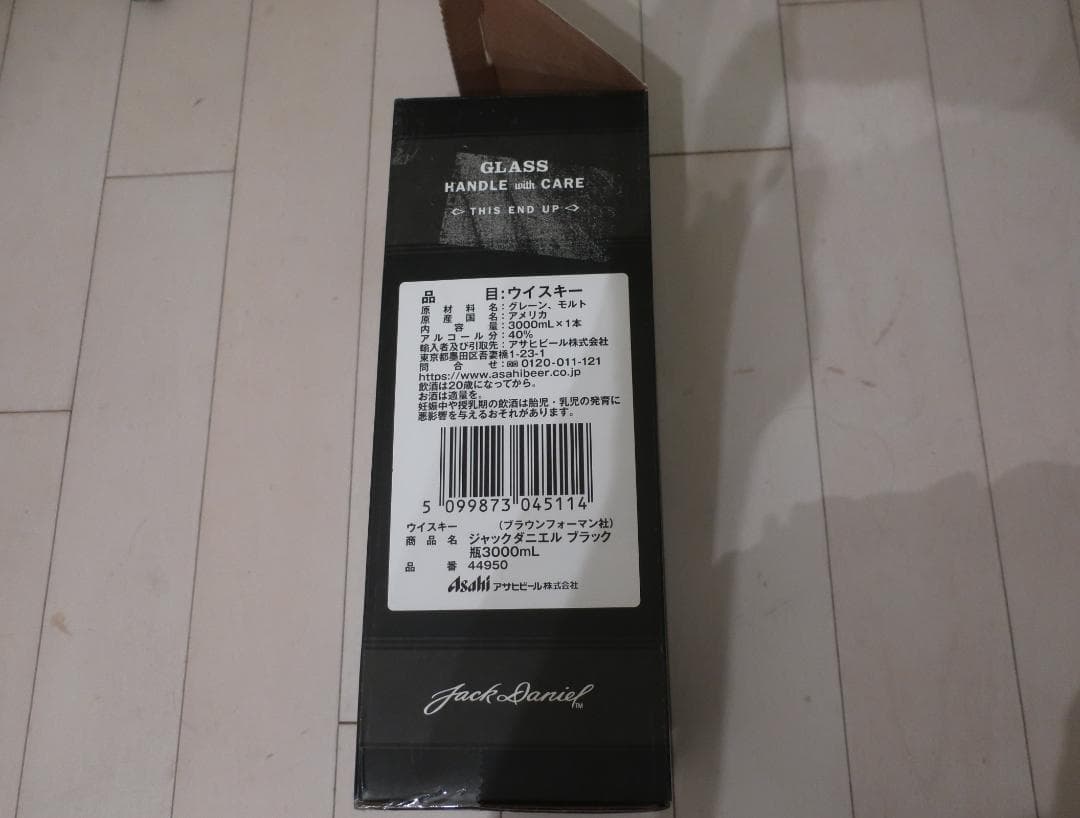 GLASS
HANDLE with CARE
THIS END UP
品目:ウイスキー
原材料名:グレーン、モルト
原産国名:アメリカ
内容量:3000mL×1本
アルコール分:40%
輸入者及び引取先:アサヒビール株式会社
東京都墨田区吾妻橋1-23-1
問合せ: 0120-011-121
https://www.asahibeer.co.jp
飲酒は20歳になってから。
お酒は適量を。
妊娠中や授乳期の飲酒は胎児・乳児の発育に
悪影響を与えるおそれがあります。
5 099873 045114
ウイスキー (ブラウンフォーマン社)
商品名 ジャックダニエル ブラック
瓶3000mL
品番 44950
Asahi アサヒビール株式会社
Jack Daniel TM